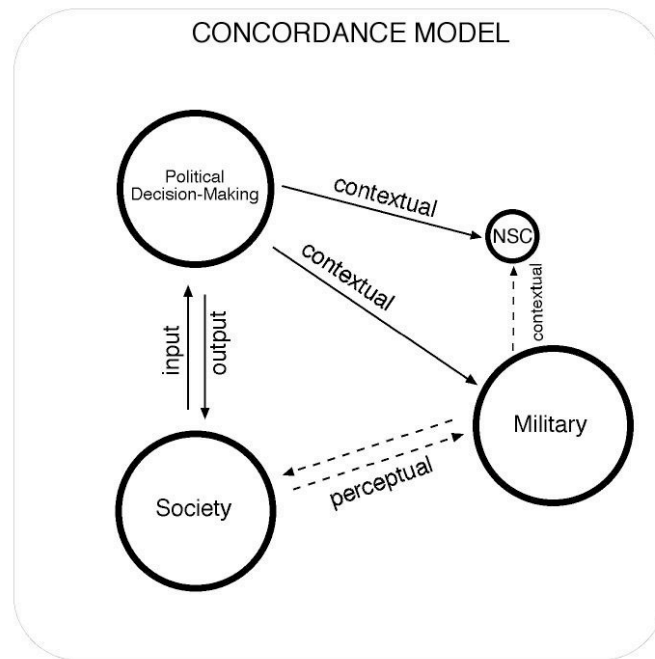 CONCORDANCE MODEL
Political
Decision-Making
contextual
NSC
contextual
contextual
input
output
Military
Society
perceptual